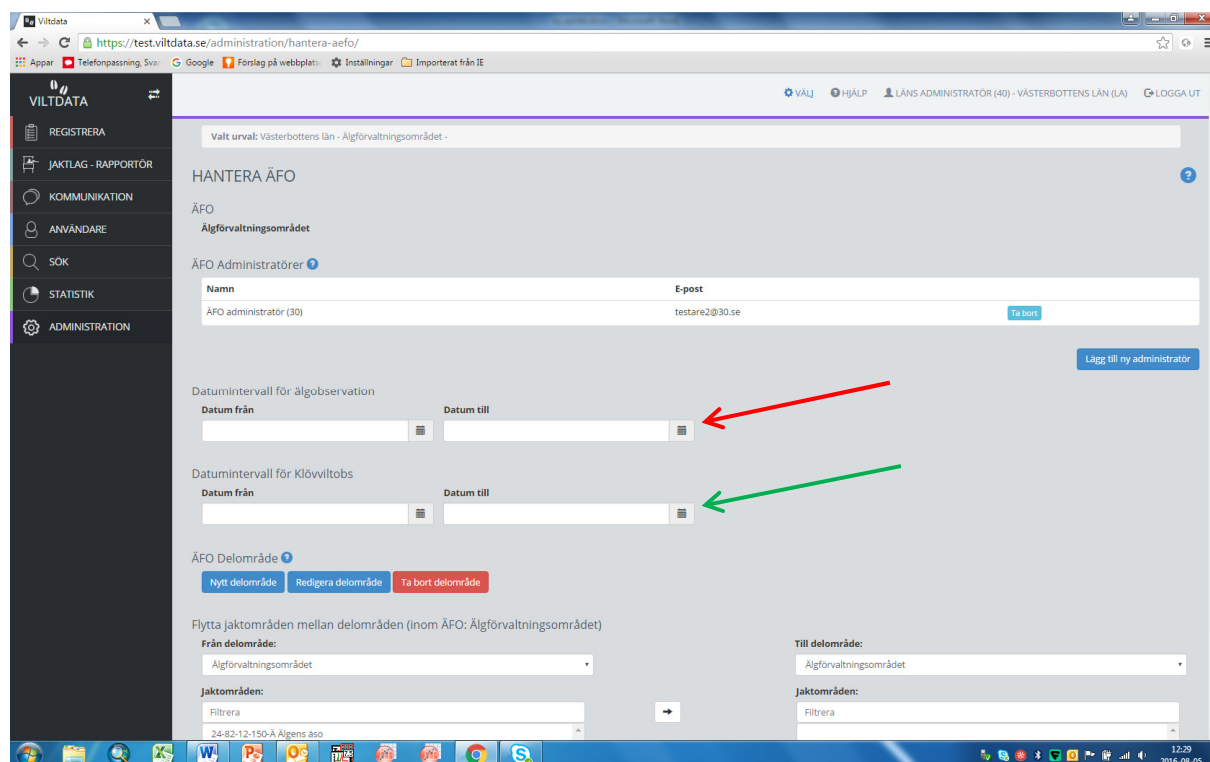 Viltdata
https://test.viltdata.se/administration/hantera-aefo/
Appar Telefonpassning, Svar Google Förslag på webbplats Inställningar Importerat från IE
VILTDATA
VÄLJ HJÄLP LÄNS ADMINISTRATÖR (40) - VÄSTERBOTTENS LÄN (LA) LOGGA UT
REGISTRERA
JAKTLAG - RAPPORTÖR
KOMMUNIKATION
ANVÄNDARE
SÖK
STATISTIK
ADMINISTRATION
Valt urval: Västerbottens län - Älgförvaltningsområdet -
HANTERA ÄFO
ÄFO
Älgförvaltningsområdet
ÄFO Administratörer
Namn E-post
ÄFO administratör (30) testare2@30.se Ta bort
Lägg till ny administratör
Datumintervall för älgobservation
Datum från Datum till
Datumintervall för Klövviltobs
Datum från Datum till
ÄFO Delområde
Nytt delområde Redigera delområde Ta bort delområde
Flytta jaktområden mellan delområden (inom ÄFO: Älgförvaltningsområdet)
Från delområde: Till delområde:
Älgförvaltningsområdet Älgförvaltningsområdet
Jaktområden: Jaktområden:
Filtrera Filtrera
24-82-12-150-Ä Älgens äso
12:29
2016-08-05